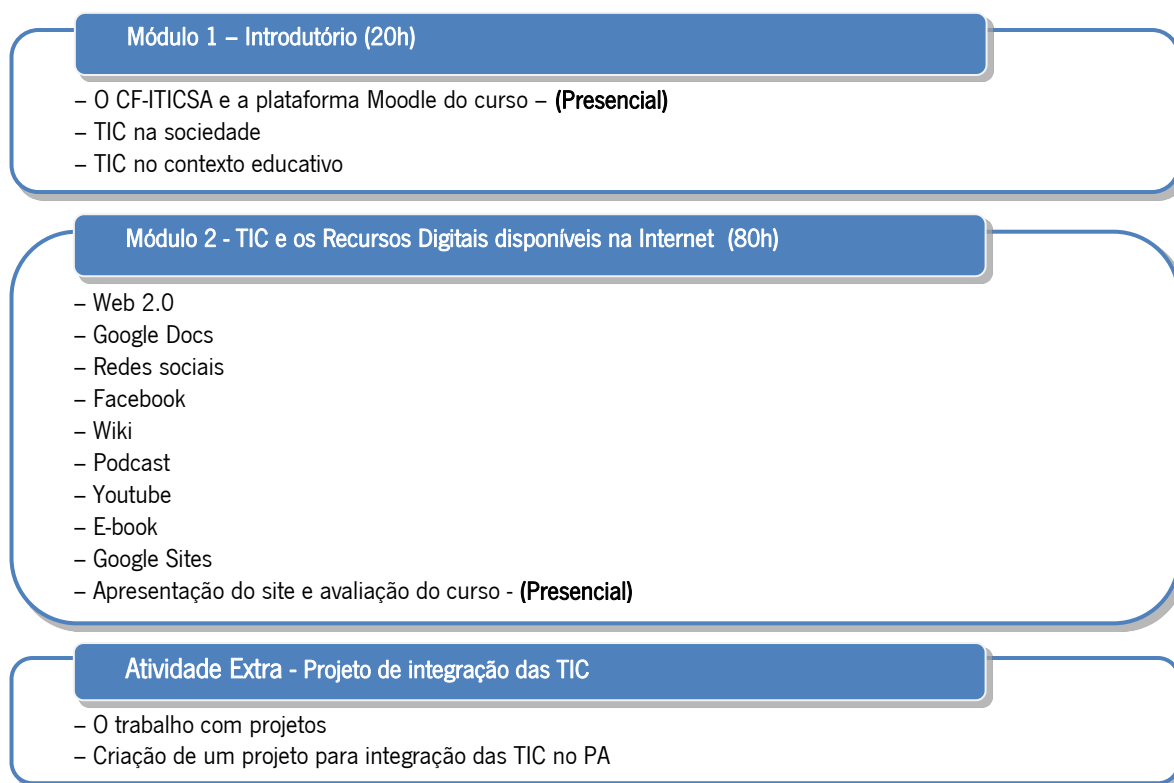 Módulo 1 – Introdutório (20h)
– O CF-ITICSA e a plataforma Moodle do curso – (Presencial)
– TIC na sociedade
– TIC no contexto educativo
Módulo 2 - TIC e os Recursos Digitais disponíveis na Internet (80h)
– Web 2.0
– Google Docs
– Redes sociais
– Facebook
– Wiki
– Podcast
– Youtube
– E-book
– Google Sites
– Apresentação do site e avaliação do curso - (Presencial)
Atividade Extra - Projeto de integração das TIC
– O trabalho com projetos
– Criação de um projeto para integração das TIC no PA